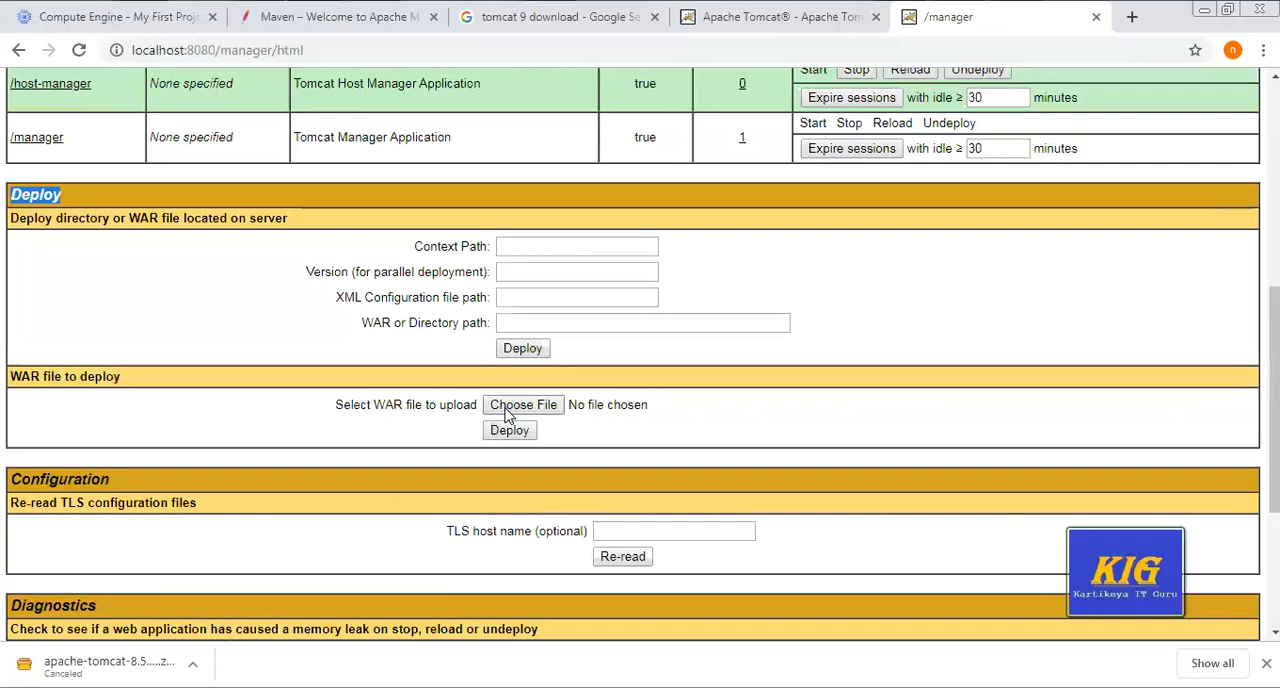 Compute Engine - My First Proje
Maven – Welcome to Apache M
tomcat 9 download - Google Se
Apache Tomcat® - Apache Tom
/manager
localhost:8080/manager/html
n
/host-manager None specified Tomcat Host Manager Application true 0 Start Stop Reload Undeploy
Expire sessions with idle ≥ 30 minutes
/manager None specified Tomcat Manager Application true 1 Start Stop Reload Undeploy
Expire sessions with idle ≥ 30 minutes
Deploy
Deploy directory or WAR file located on server
Context Path:
Version (for parallel deployment):
XML Configuration file path:
WAR or Directory path:
Deploy
WAR file to deploy
Select WAR file to upload Choose File No file chosen
Deploy
Configuration
Re-read TLS configuration files
TLS host name (optional)
Re-read
KIG
Kartikeya IT Guru
Diagnostics
Check to see if a web application has caused a memory leak on stop, reload or undeploy
apache-tomcat-8.5.....z...
Canceled
Show all